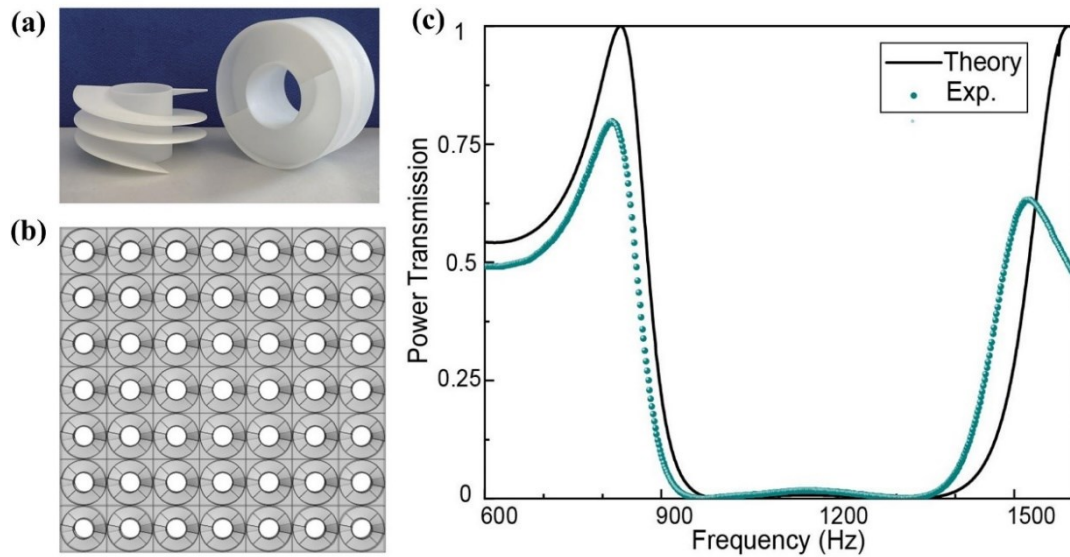 (a)
(b)
(c)
1
0.75
0.5
0.25
0
Power Transmission
Theory
Exp.
600
900
1200
1500
Frequency (Hz)